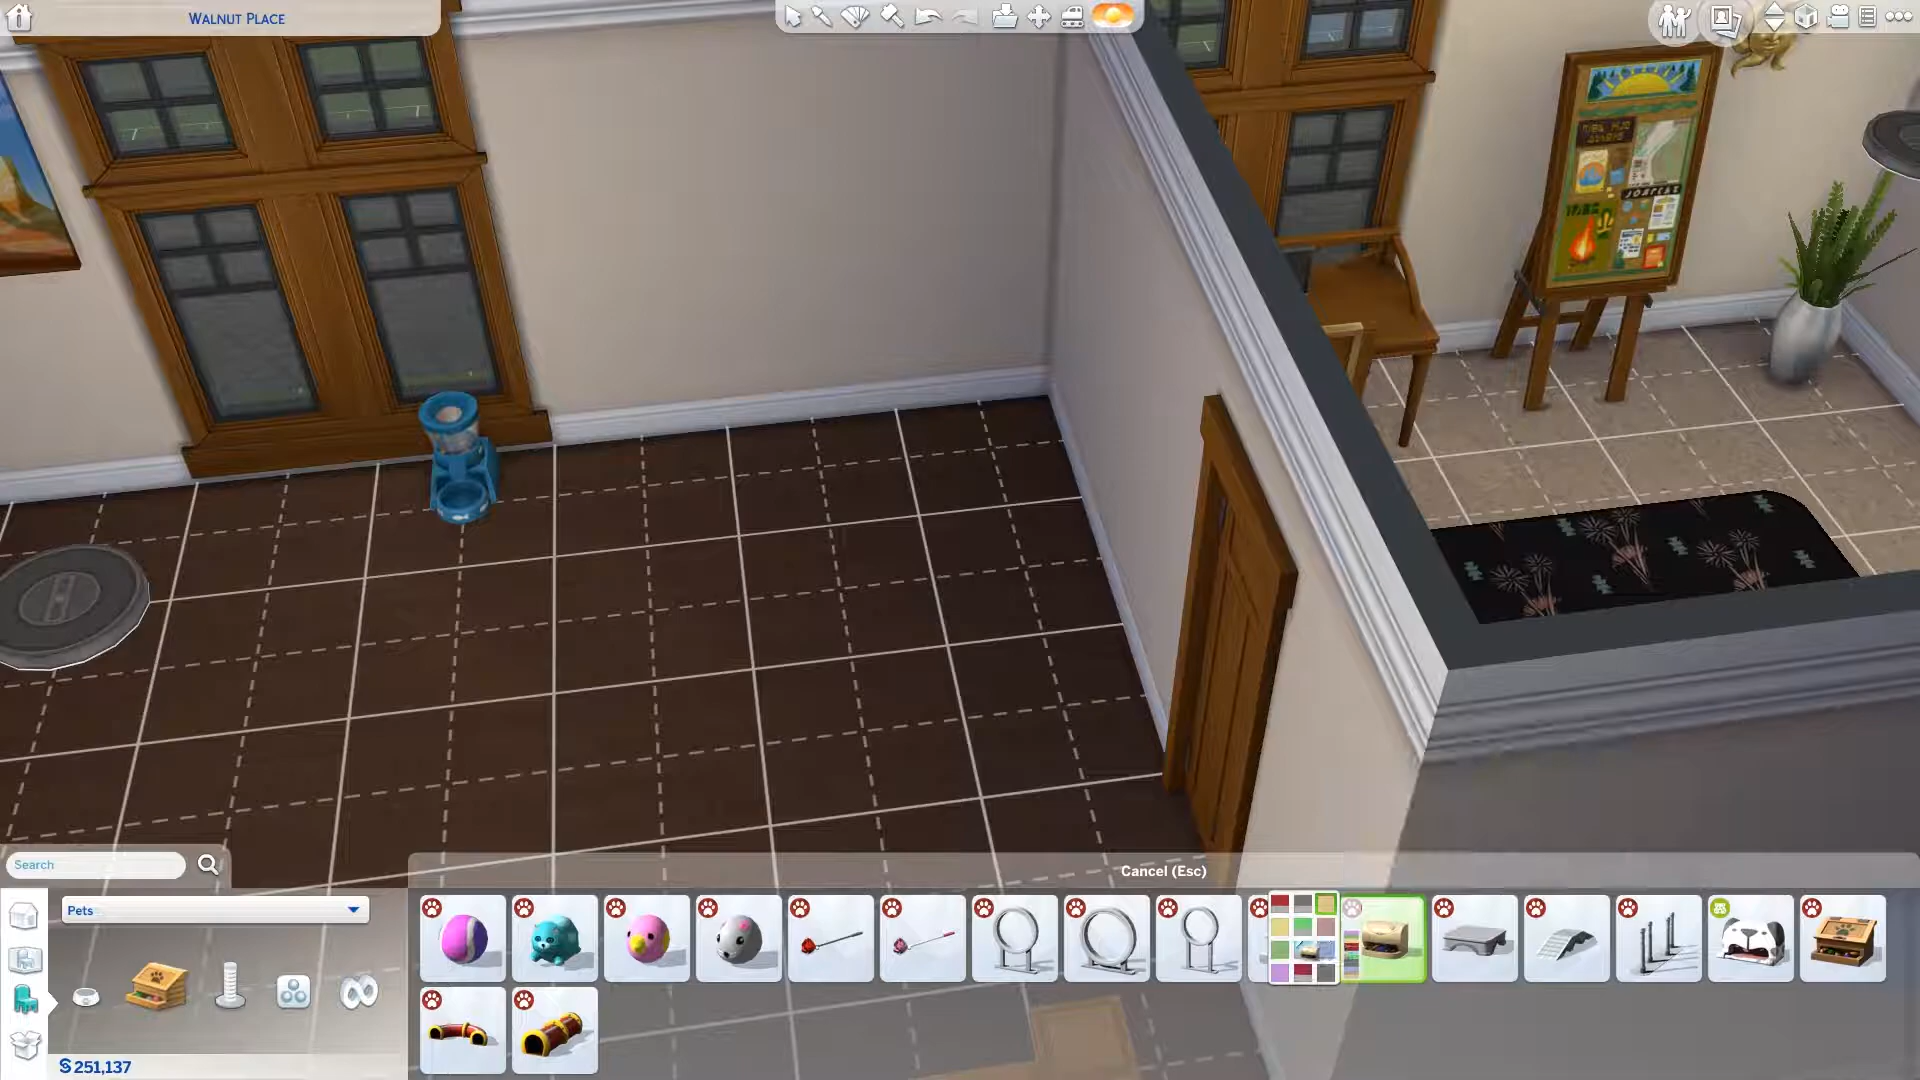 WALNUT PLACE
Cancel (Esc)
Search
Pets
251,137